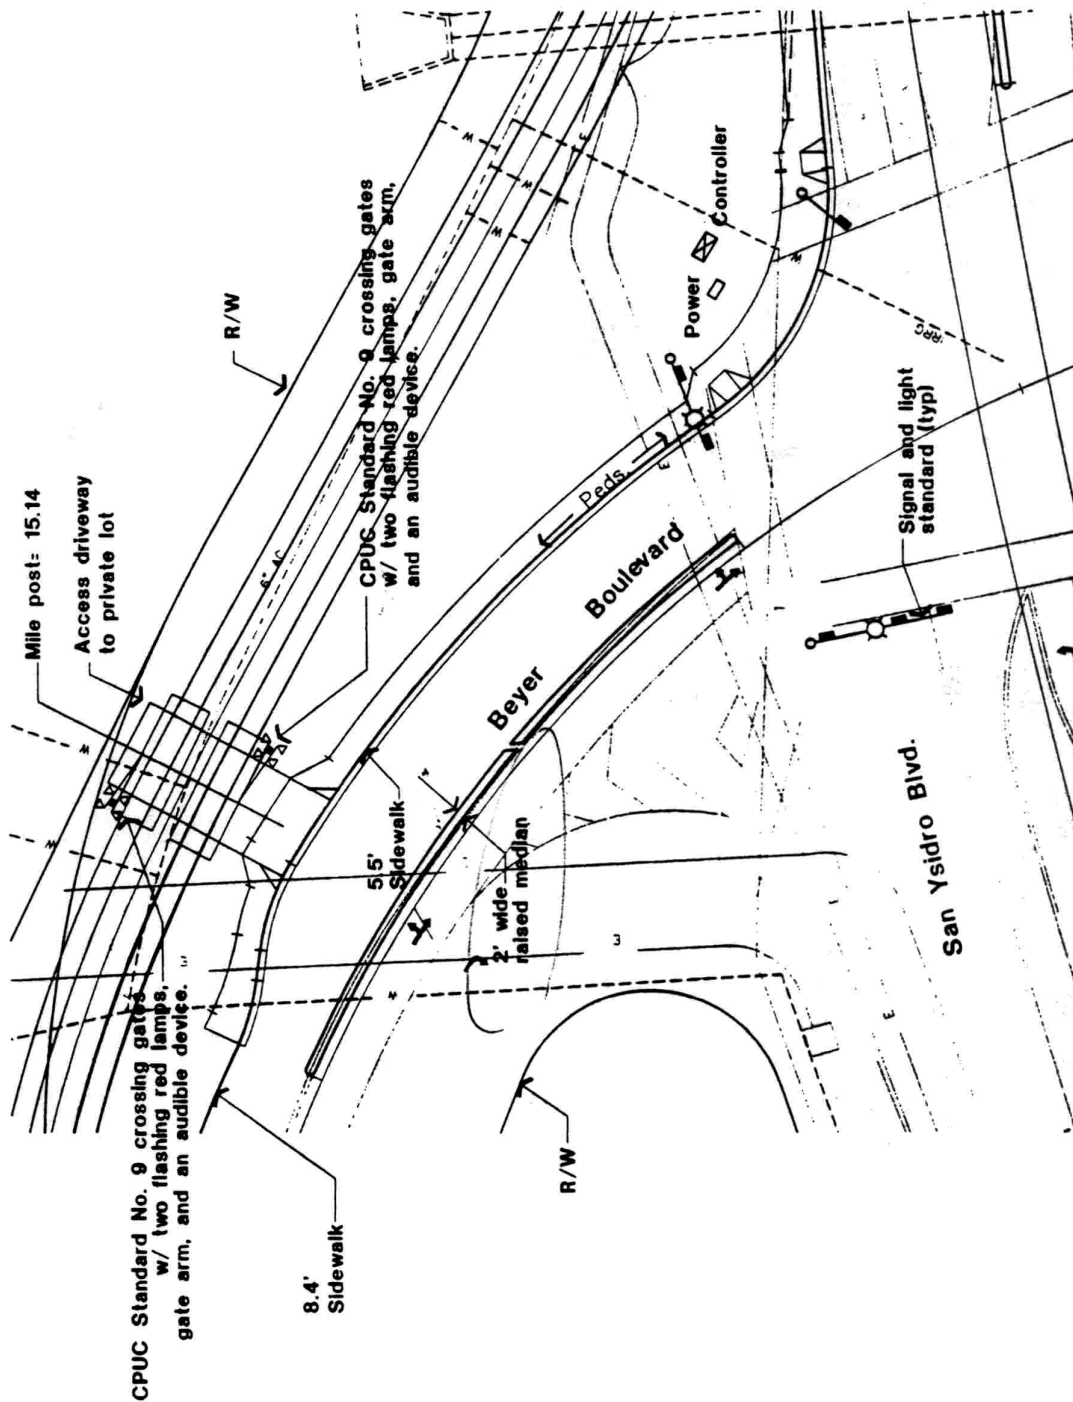 Mile post: 15.14
Access driveway
to private lot
R/W
CPUC Standard No. 9 crossing gates
w/ two flashing red lamps, gate arm,
and an audible device.
6" AC
W
W
W
W
W
W
Controller
Power
RRG
Peds.
E
Signal and light
standard (typ)
Beyer Boulevard
5.5'
Sidewalk
2' wide
raised median
San Ysidro Blvd.
E
R/W
CPUC Standard No. 9 crossing gates
w/ two flashing red lamps,
gate arm, and an audible device.
8.4'
Sidewalk